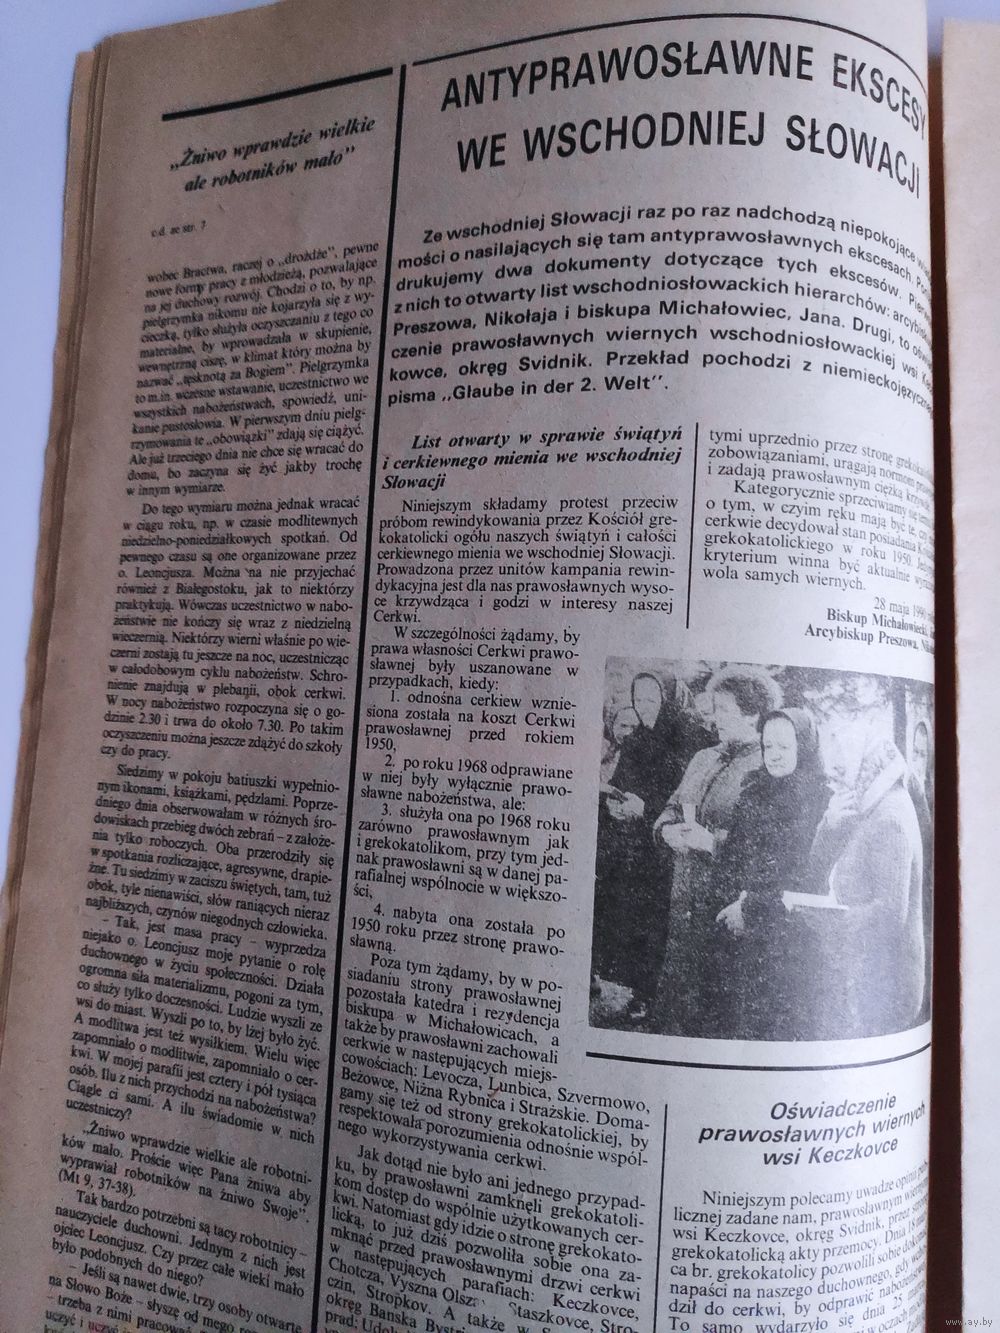 „Żniwo wprawdzie wielkie
ale robotników mało”
c.d. ze str. 7
wobec Bractwa, raczej o „drożdże”, pewne
nowe formy pracy z młodzieżą, pozwalające
na jej duchowy rozwój. Chodzi o to, by np.
pielgrzymka nikomu nie kojarzyła się z wy-
cieczką, tylko służyła oczyszczaniu z tego co
materialne, by wprowadzała w skupienie,
wewnętrzną ciszę, w klimat który można by
nazwać „tęsknotą za Bogiem”. Pielgrzymka
to m.in. wczesne wstawanie, uczestnictwo we
wszystkich nabożeństwach, spowiedź, uni-
kanie pustosłowia. W pierwszym dniu pielg-
rzymowania te „obowiązki” zdają się ciążyć.
Ale już trzeciego dnia nie chce się wracać do
domu, bo zaczyna się żyć jakby trochę
w innym wymiarze.
Do tego wymiaru można jednak wracać
w ciągu roku, np. w czasie modlitewnych
niedzielno-poniedziałkowych spotkań. Od
pewnego czasu są one organizowane przez
o. Leoncjusza. Można na nie przyjechać
również z Białegostoku, jak to niektórzy
praktykują. Wówczas uczestnictwo w nabo-
żeństwie nie kończy się wraz z niedzielną
wieczernią. Niektórzy wierni właśnie po wie-
czerni zostają tu jeszcze na noc, uczestnicząc
w całodobowym cyklu nabożeństw. Schro-
nienie znajdują w plebanii, obok cerkwi.
W nocy nabożeństwo rozpoczyna się o go-
dzinie 2.30 i trwa do około 7.30. Po takim
oczyszczeniu można jeszcze zdążyć do szkoły
czy do pracy.
Siedzimy w pokoju batiuszki wypełnio-
nym ikonami, książkami, pędzlami. Poprze-
dniego dnia obserwowałam w różnych śro-
dowiskach przebieg dwóch zebrań – z założe-
nia tylko roboczych. Oba przerodziły się
w spotkania rozliczające, agresywne, drapie-
żne. Tu siedzimy w zaciszu świętych, tam, tuż
obok, tyle nienawiści, słów raniących nieraz
najbliższych, czynów niegodnych człowieka.
– Tak, jest masa pracy – wyprzedza
niejako o. Leoncjusz moje pytanie o rolę
duchownego w życiu społeczności. Działa
ogromna siła materializmu, pogoni za tym,
co służy tylko doczesności. Ludzie wyszli ze
wsi do miast. Wyszli po to, by lżej było żyć.
A modlitwa jest też wysiłkiem. Wielu więc
zapomniało o modlitwie, zapomniało o cer-
kwi. W mojej parafii jest cztery i pół tysiąca
osób. Ilu z nich przychodzi na nabożeństwa?
Ciągle ci sami. A ilu świadomie w nich
uczestniczy?
„Żniwo wprawdzie wielkie ale robotni-
ków mało. Proście więc Pana żniwa aby
wyprawiał robotników na żniwo Swoje”.
(Mt 9, 37-38).
Tak bardzo potrzebni są tacy robotnicy –
nauczyciele duchowni. Jednym z nich jest
ojciec Leoncjusz. Czy przez całe wieki mało
było podobnych do niego?
– Jeśli są nawet dwie, trzy osoby otwarte
na Słowo Boże – słyszę od mego
– trzeba z nimi pracować
uczyć i uczyć
ANTYPRAWOSŁAWNE EKSCESY
WE WSCHODNIEJ SŁOWACJI
Ze wschodniej Słowacji raz po raz nadchodzą niepokojące
mości o nasilających się tam antyprawosławnych ekscesach.
drukujemy dwa dokumenty dotyczące tych ekscesów.
z nich to otwarty list wschodniosłowackich hierarchów:
Preszowa, Nikołaja i biskupa Michałowiec, Jana. Drugi, to
czenie prawosławnych wiernych wschodniosłowackiej wsi
kowce, okręg Svidnik. Przekład pochodzi z niemieckojęzycznego
pisma „Glaube in der 2. Welt”.
List otwarty w sprawie świątyń
i cerkiewnego mienia we wschodniej
Słowacji
Niniejszym składamy protest przeciw
próbom rewindykowania przez Kościół gre-
kokatolicki ogółu naszych świątyń i całości
cerkiewnego mienia we wschodniej Słowacji.
Prowadzona przez unitów kampania rewin-
dykacyjna jest dla nas prawosławnych wyso-
ce krzywdząca i godzi w interesy naszej
Cerkwi.
W szczególności żądamy, by
prawa własności Cerkwi prawo-
sławnej były uszanowane w
przypadkach, kiedy:
1. odnośna cerkiew wznie-
siona została na koszt Cerkwi
prawosławnej przed rokiem
1950,
2. po roku 1968 odprawiane
w niej były wyłącznie prawo-
sławne nabożeństwa, ale:
3. służyła ona po 1968 roku
zarówno prawosławnym jak
i grekokatolikom, przy tym jed-
nak prawosławni są w danej pa-
rafialnej wspólnocie w większo-
ści,
4. nabyta ona została po
1950 roku przez stronę prawo-
sławną.
Poza tym żądamy, by w po-
siadaniu strony prawosławnej
pozostała katedra i rezydencja
biskupa w Michałowicach, a
także by prawosławni zachowali
cerkwie w następujących miejs-
cowościach: Levocza, Lunbica, Szvermowo,
Beżowce, Niżna Rybnica i Strażskie. Doma-
gamy się też od strony grekokatolickiej, by
respektowała porozumienia odnośnie wspól-
nego wykorzystywania cerkwi.
Jak dotąd nie było ani jednego przypad-
ku, by prawosławni zamknęli grekokatoli-
kom dostęp do wspólnie użytkowanych cer-
kwi. Natomiast gdy idzie o stronę grekokato-
licką, to już dziś pozwoliła sobie ona za-
mknąć przed prawosławnymi drzwi cerkwi
w następujących parafiach: Keczkovce,
Chotcza, Vyszna Olsz Staszkovce, Stro-
czin, Stropkov. A także w
okręg Banska Bystri
prad:
tymi uprzednio przez stronę
zobowiązaniami, urągają normom
i zadają prawosławnym ciężką krzywdę.
Kategorycznie sprzeciwiamy się
o tym, w czyim ręku mają być te, czy
cerkwie decydował stan posiadania
grekokatolickiego w roku 1950.
kryterium winna być aktualnie
wola samych wiernych.
28 maja 1990
Biskup Michałowiecki,
Arcybiskup Preszowa,
Oświadczenie
prawosławnych wiernych
wsi Keczkovce
Niniejszym polecamy uwadze opinii
licznej zadane nam, prawosławnym wiernym
wsi Keczkovce, okręg Svidnik, przez stronę
grekokatolicką akty przemocy. Dnia 18
ca br. grekokatolicy pozwolili sobie
napaści na naszego duchownego, gdy
dził do cerkwi, by odprawić
To samo wydarzyło się dnia 25
www.ay.by